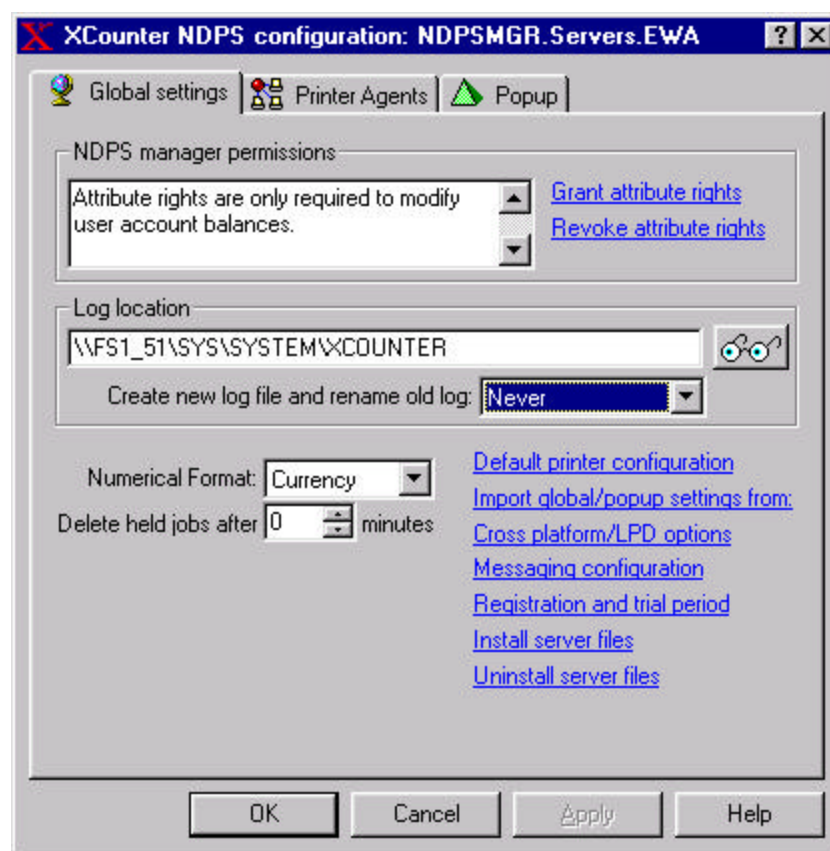 XCounter NDPS configuration: NDPSMGR.Servers.EWA
Global settings
Printer Agents
Popup
NDPS manager permissions
Attribute rights are only required to modify
user account balances.
Grant attribute rights
Revoke attribute rights
Log location
\\FS1_51\SYS\SYSTEM\XCOUNTER
Create new log file and rename old log: Never
Numerical Format: Currency
Delete held jobs after 0 minutes
Default printer configuration
Import global/popup settings from:
Cross platform/LPD options
Messaging configuration
Registration and trial period
Install server files
Uninstall server files
OK
Cancel
Apply
Help